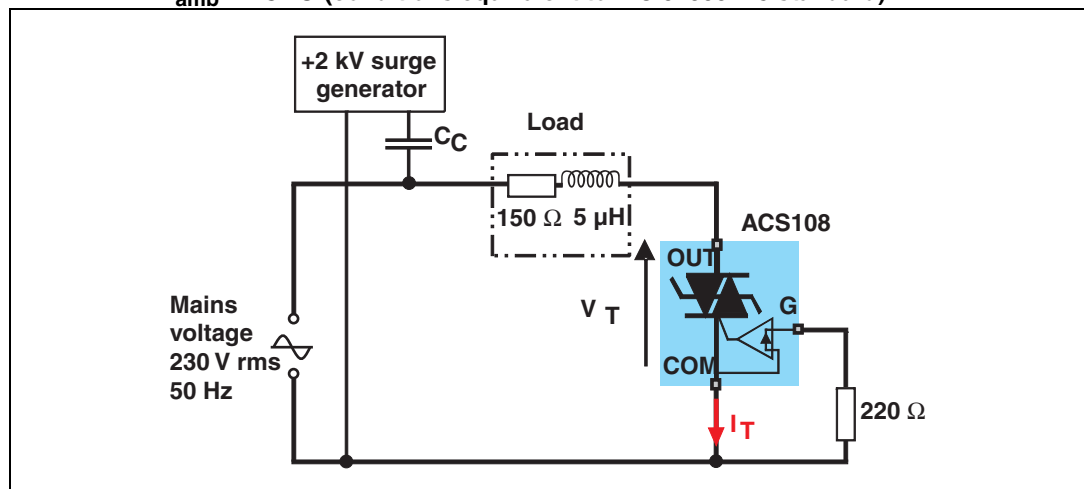 amb
+2 kV surge
generator
CC
Load
150 Ω 5 µH
ACS108
OUT
G
VT
Mains
voltage
230 V rms
50 Hz
COM
IT
220 Ω